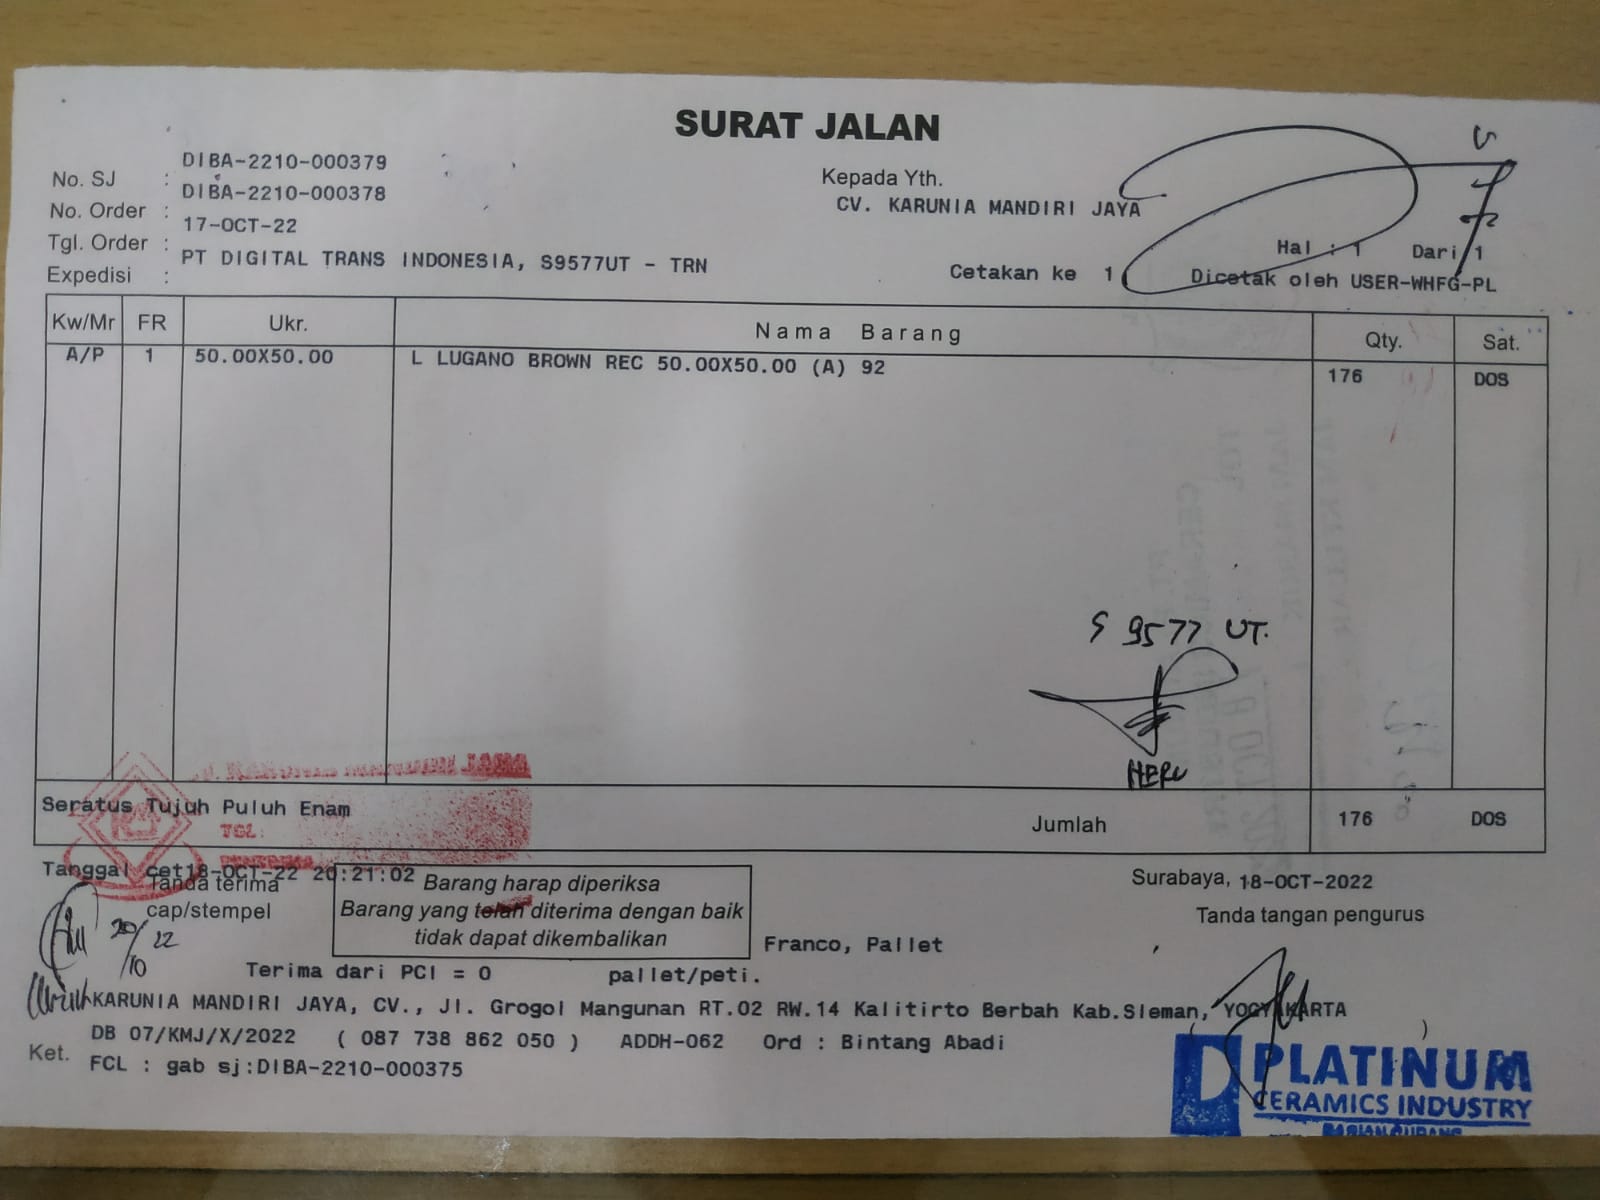 SURAT JALAN
No. SJ : DIBA-2210-000379
No. Order : DIBA-2210-000378
Tgl. Order : 17-OCT-22
Expedisi : PT DIGITAL TRANS INDONESIA, S9577UT - TRN
Kepada Yth.
CV. KARUNIA MANDIRI JAYA
Hal : 1 Dari 1
Cetakan ke 1 Dicetak oleh USER-WHFG-PL
Kw/Mr FR Ukr. Nama Barang Qty. Sat.
A/P 1 50.00X50.00 L LUGANO BROWN REC 50.00X50.00 (A) 92 176 DOS
S 9577 UT.
HERU
Seratus Tujuh Puluh Enam Jumlah 176 DOS
TGL:
Tanggal cet18-OCT-22 20:21:02
Tanda terima
cap/stempel
20/10 22
Barang harap diperiksa
Barang yang telah diterima dengan baik
tidak dapat dikembalikan
Surabaya, 18-OCT-2022
Tanda tangan pengurus
Franco, Pallet
Terima dari PCI = 0 pallet/peti.
KARUNIA MANDIRI JAYA, CV., Jl. Grogol Mangunan RT.02 RW.14 Kalitirto Berbah Kab.Sleman, YOGYAKARTA
DB 07/KMJ/X/2022 ( 087 738 862 050 ) ADDH-062 Ord : Bintang Abadi
Ket. FCL : gab sj:DIBA-2210-000375
PLATINUM
CERAMICS INDUSTRY